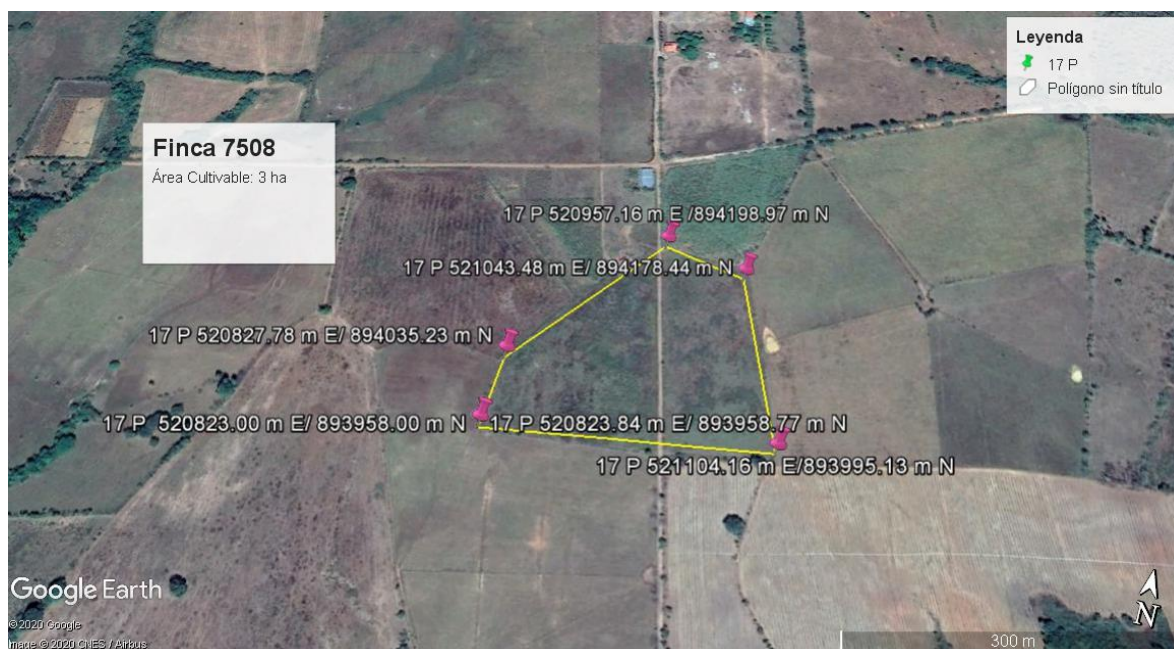 Leyenda
17 P
Polígono sin título
Finca 7508
Área Cultivable: 3 ha
17 P 520957.16 m E /894198.97 m N
17 P 521043.48 m E/ 894178.44 m N
17 P 520827.78 m E/ 894035.23 m N
17 P  520823.00 m E/ 893958.00 m N
17 P 520823.84 m E/ 893958.77 m N
17 P 521104.16 m E/893995.13 m N
Google Earth
©2020 Google
Image © 2020 CNES / Airbus
N
300 m